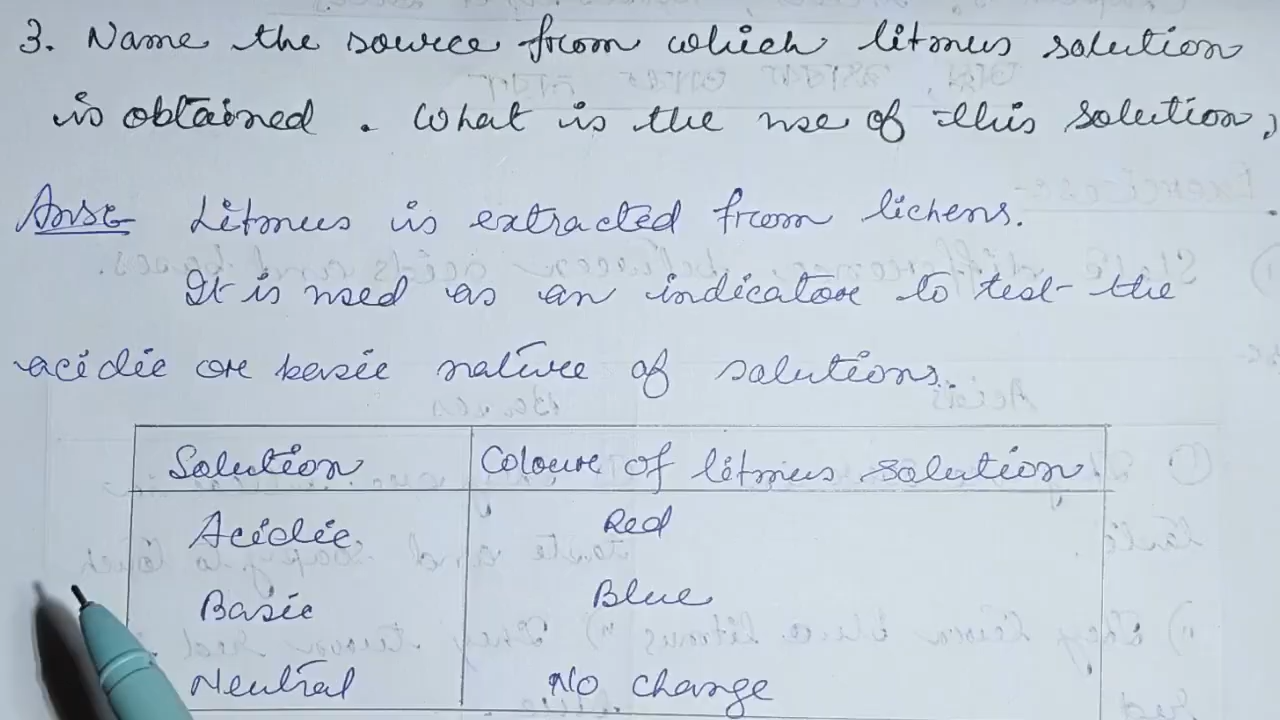 3. Name the source from which litmus solution
is obtained. What is the use of this solution,
Ans:- Litmus is extracted from lichens.
It is used as an indicator to test the
acidic or basic nature of solutions.
Solution Colour of litmus solution
Acidic Red
Basic Blue
Neutral No change